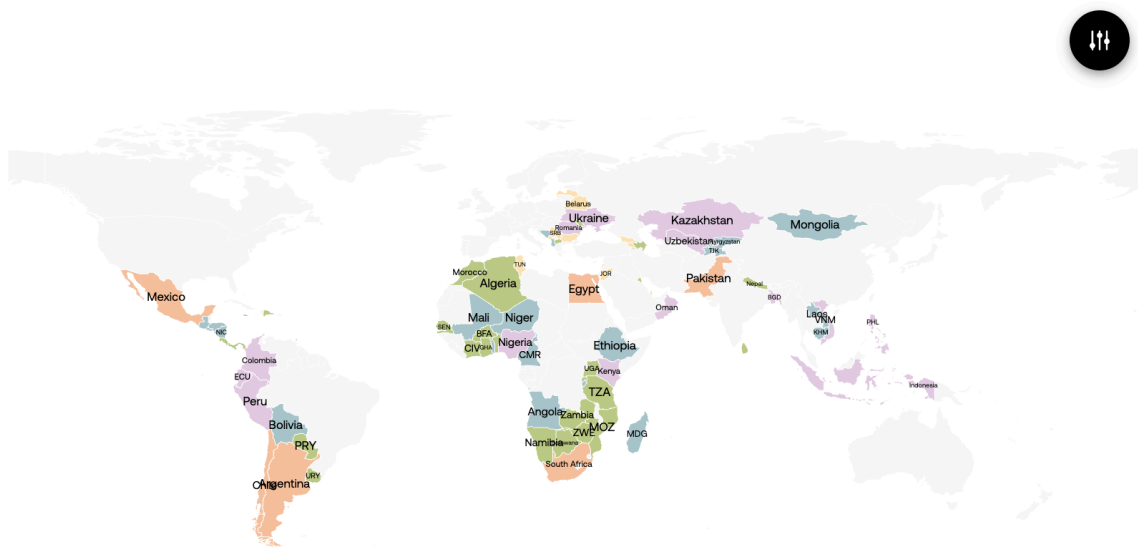 Belarus
Ukraine
Romania
SRB
Kazakhstan
Mongolia
Uzbekistan
Kyrgyzstan
TJK
TUN
Morocco
Algeria
JOR
Egypt
Pakistan
Nepal
BGD
Mexico
Oman
Laos
VNM
PHL
KHM
NIC
SEN
Mali
Niger
BFA
CIV
GHA
Nigeria
CMR
Ethiopia
Colombia
ECU
UGA
Kenya
Indonesia
Peru
TZA
Bolivia
Angola
Zambia
MOZ
ZWE
MDG
Namibia
Botswana
PRY
South Africa
URY
Chile
Argentina